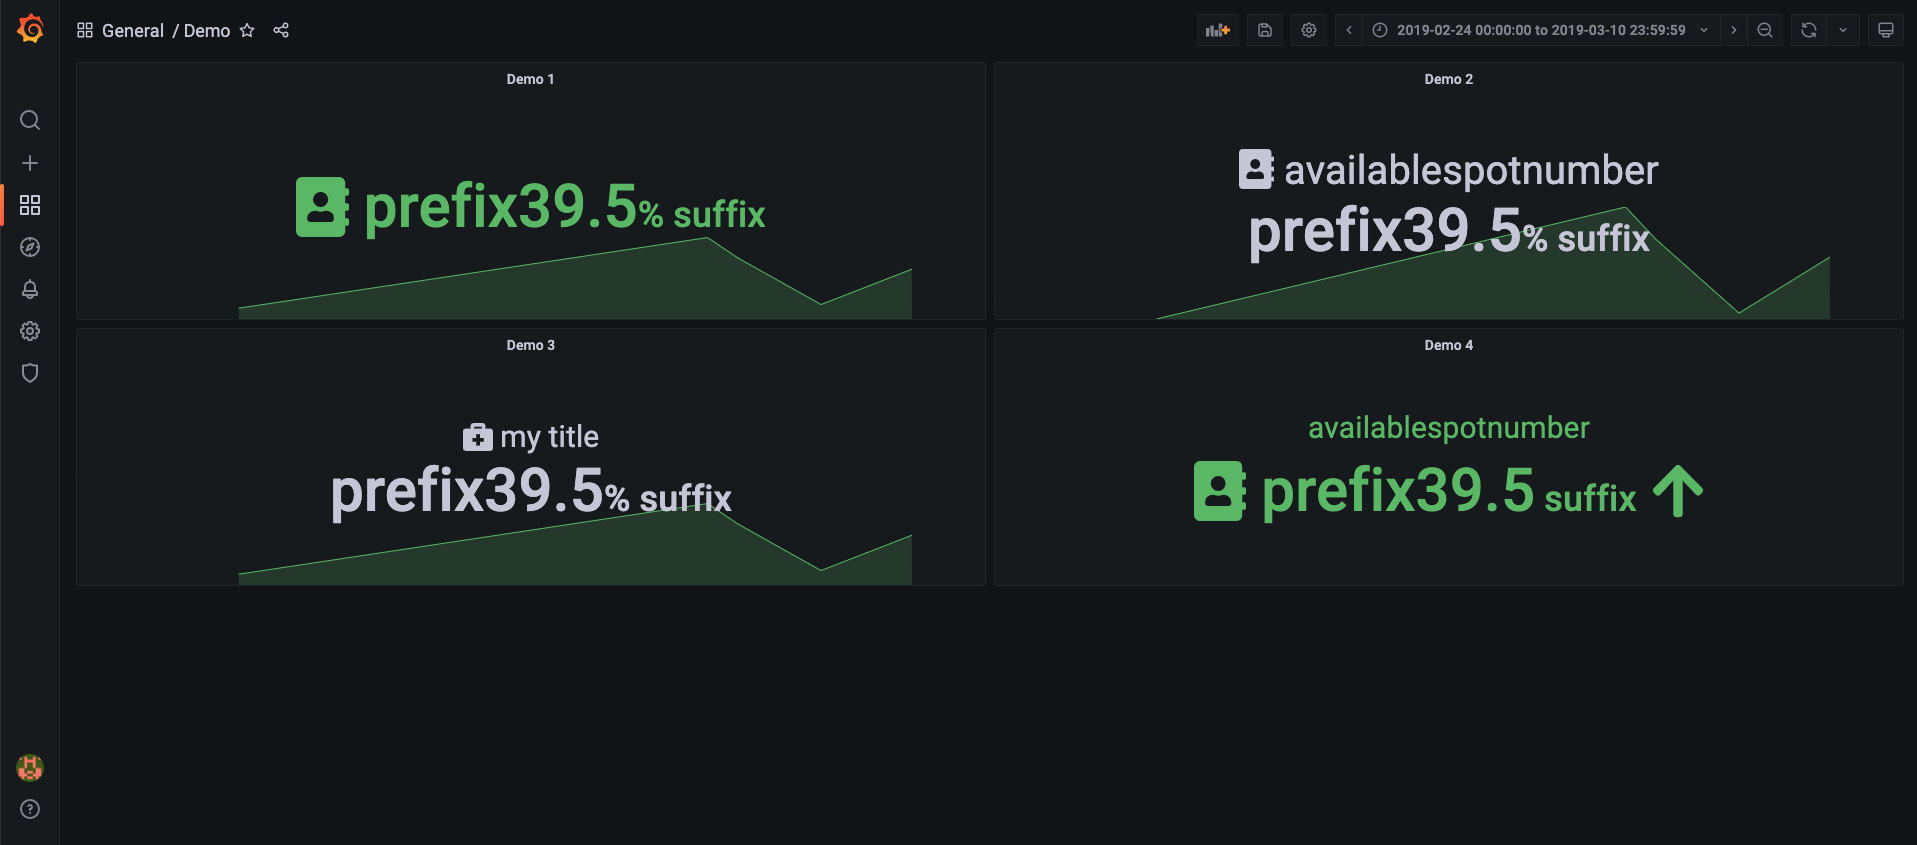 General / Demo
2019-02-24 00:00:00 to 2019-03-10 23:59:59
Demo 1
prefix39.5% suffix
Demo 2
availablespotnumber
prefix39.5% suffix
Demo 3
my title
prefix39.5% suffix
Demo 4
availablespotnumber
prefix39.5 suffix